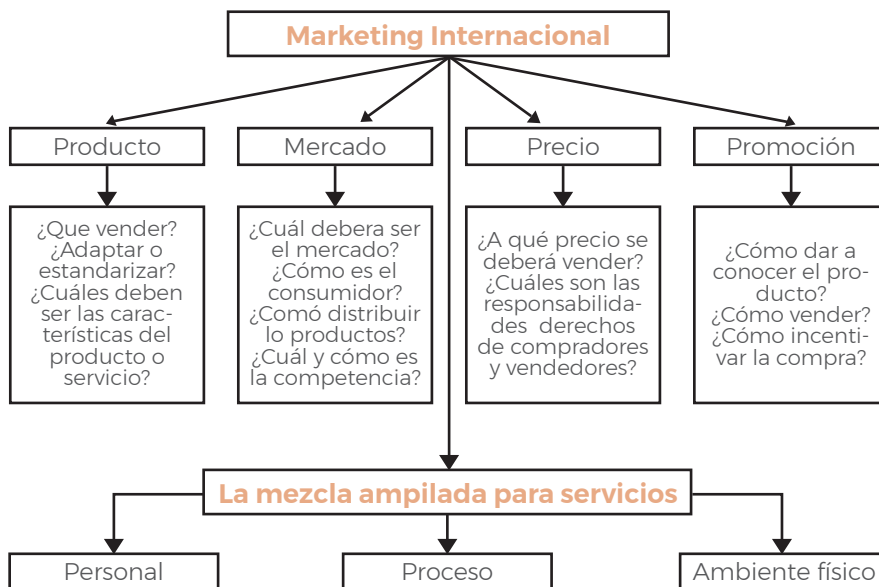 Marketing Internacional
Producto
Mercado
Precio
Promoción
¿Que vender?
¿Adaptar o
estandarizar?
¿Cuáles deben
ser las carac-
terísticas del
producto o
servicio?
¿Cuál debera ser
el mercado?
¿Cómo es el
consumidor?
¿Comó distribuir
lo productos?
¿Cuál y cómo es
la competencia?
¿A qué precio se
deberá vender?
¿Cuáles son las
responsabilida-
des derechos
de compradores
y vendedores?
¿Cómo dar a
conocer el pro-
ducto?
¿Cómo vender?
¿Cómo incenti-
var la compra?
La mezcla ampilada para servicios
Personal
Proceso
Ambiente físico